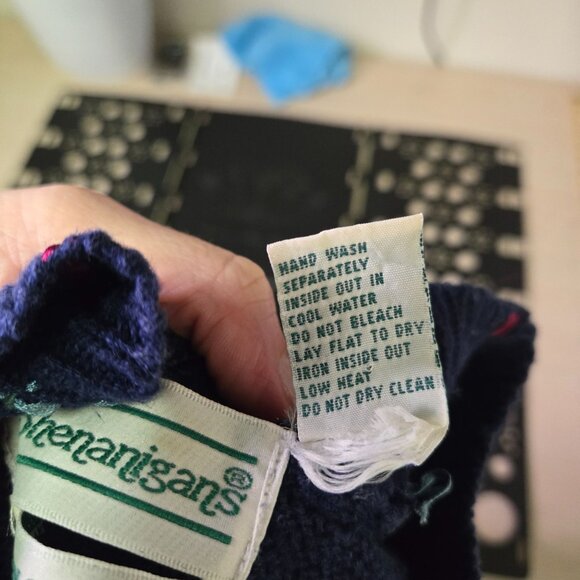 HAND WASH
SEPARATELY
INSIDE OUT IN
COOL WATER
DO NOT BLEACH
LAY FLAT TO DRY
IRON INSIDE OUT
LOW HEAT
DO NOT DRY CLEAN
Shenanigans®